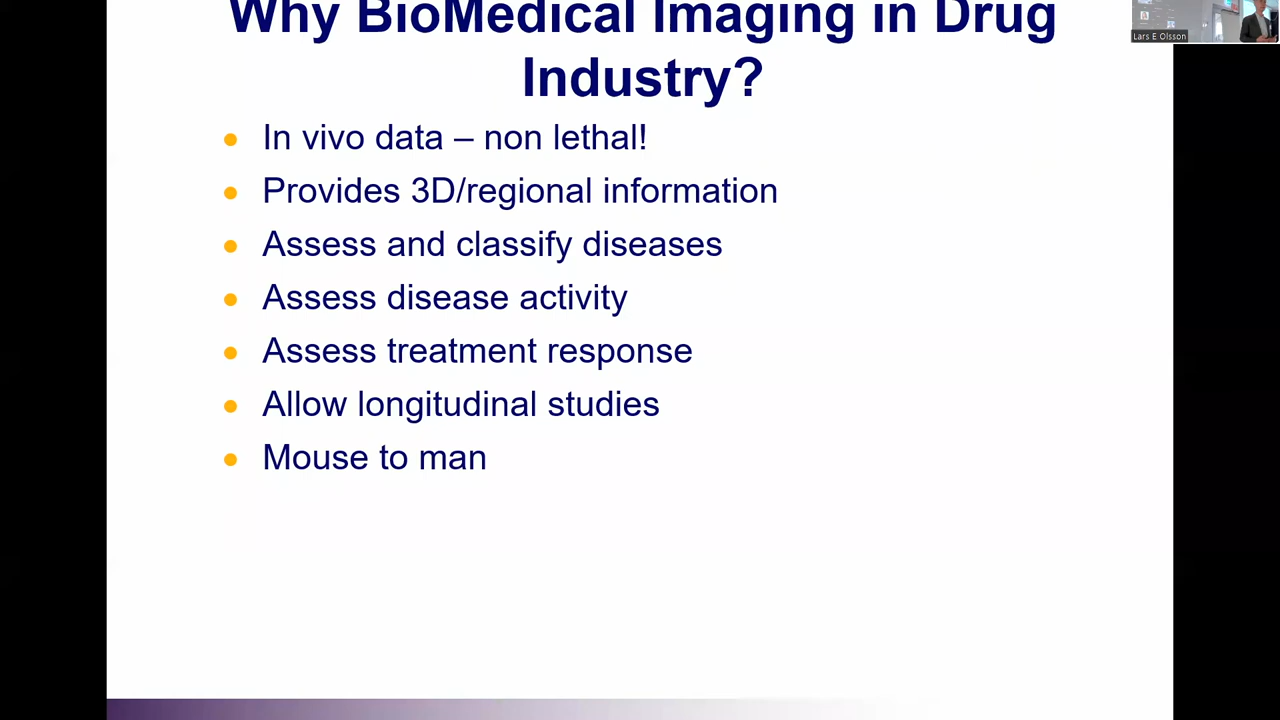 Why BioMedical Imaging in Drug
Industry?
In vivo data – non lethal!
Provides 3D/regional information
Assess and classify diseases
Assess disease activity
Assess treatment response
Allow longitudinal studies
Mouse to man
Lars E Olsson